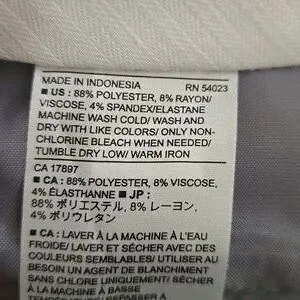 MADE IN INDONESIA RN 54023
■ US : 88% POLYESTER, 8% RAYON/
VISCOSE, 4% SPANDEX/ELASTANE
MACHINE WASH COLD/ WASH AND
DRY WITH LIKE COLORS/ ONLY NON-
CHLORINE BLEACH WHEN NEEDED/
TUMBLE DRY LOW/ WARM IRON
CA 17897
■ CA : 88% POLYESTER, 8% VISCOSE,
4% ÉLASTHANNE ■ JP :
88% ポリエステル, 8% レーヨン,
4% ポリウレタン
■ CA : LAVER À LA MACHINE À L'EAU
FROIDE/ LAVER ET SÉCHER AVEC DES
COULEURS SEMBLABLES/ UTILISER AU
BESOIN UN AGENT DE BLANCHIMENT
SANS CHLORE/ SÉCHER À LA
MACHINE À BASSE